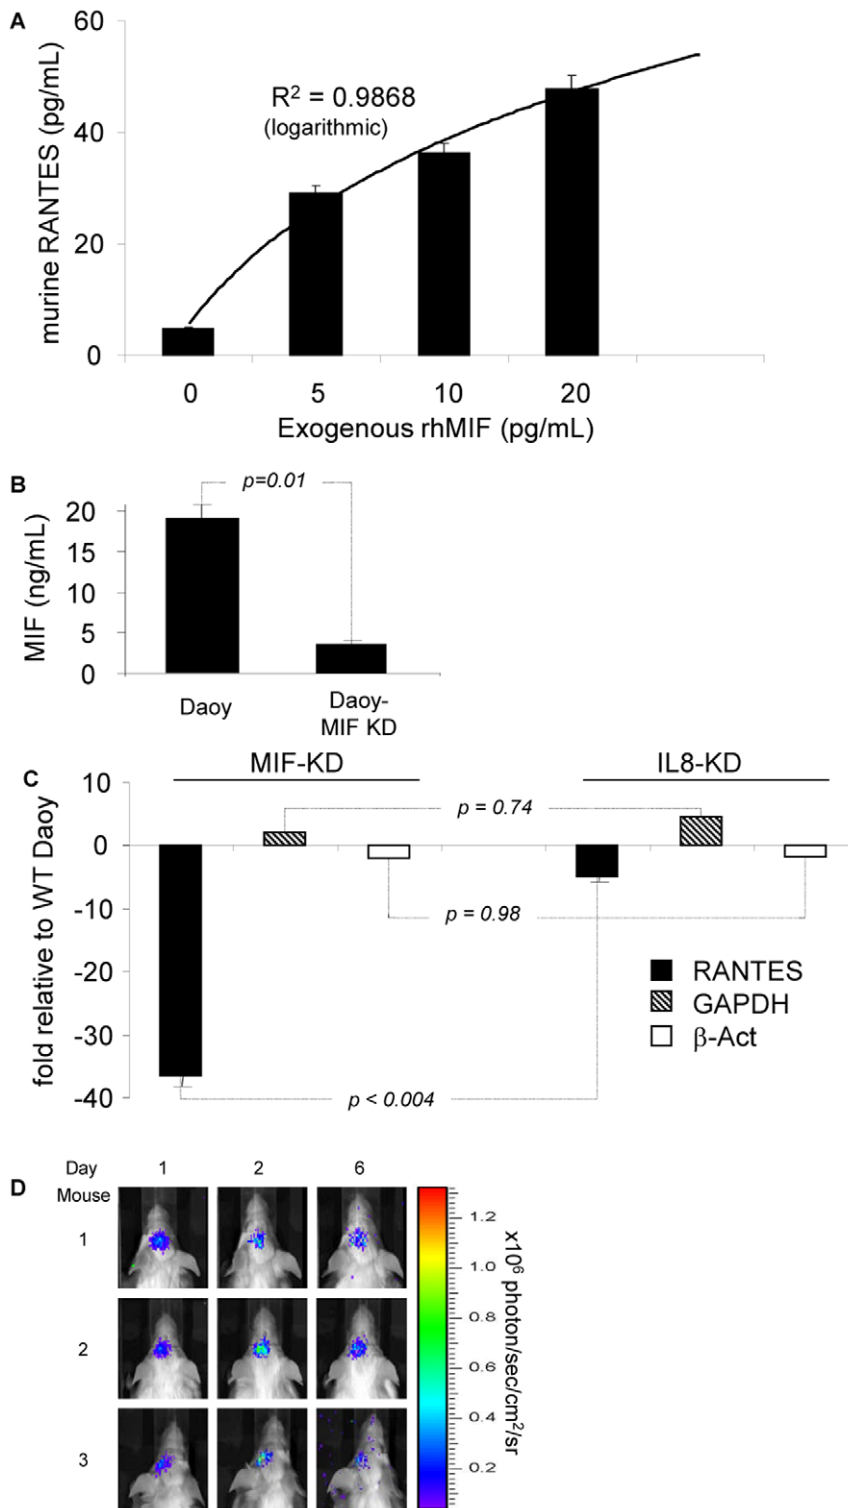 A
60
40
20
0
murine RANTES (pg/mL)
R² = 0.9868
(logarithmic)
0 5 10 20
Exogenous rhMIF (pg/mL)
B
p=0.01
20
15
10
5
0
MIF (ng/mL)
Daoy
Daoy-
MIF KD
C
MIF-KD
IL8-KD
10
0
-10
-20
-30
-40
fold relative to WT Daoy
p = 0.74
p = 0.98
RANTES
GAPDH
β-Act
p < 0.004
D
Day 1 2 6
Mouse
1
2
3
1.2
1.0
0.8
0.6
0.4
0.2
x10⁶ photon/sec/cm²/sr